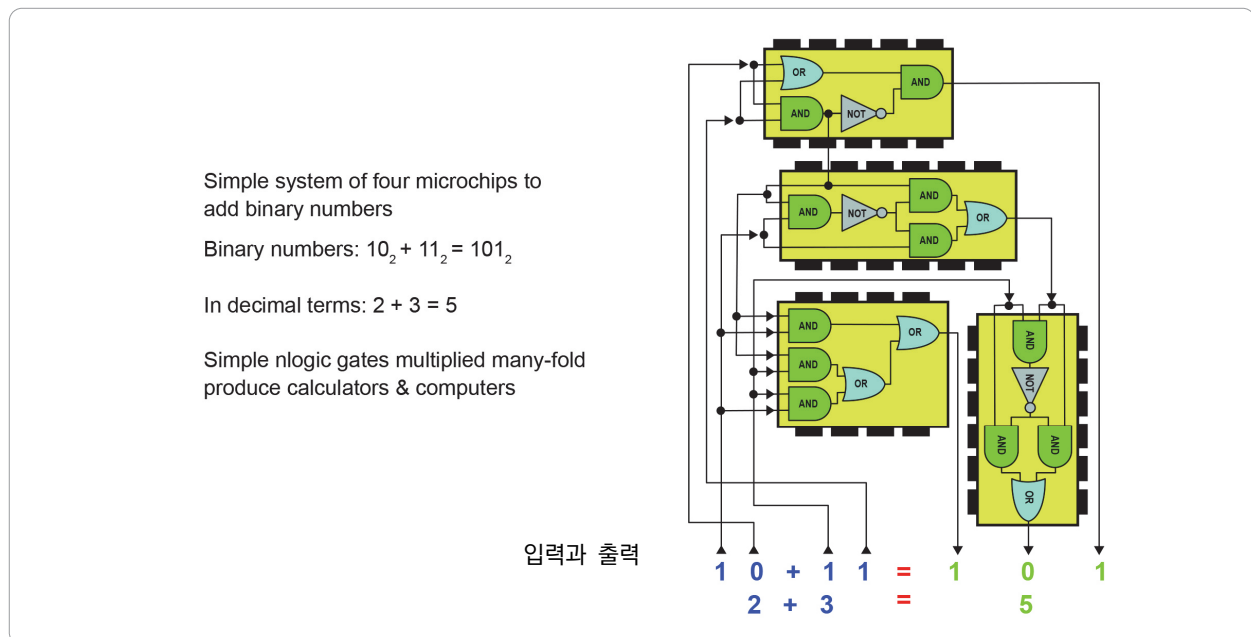 Simple system of four microchips to
add binary numbers
Binary numbers: 10₂ + 11₂ = 101₂
In decimal terms: 2 + 3 = 5
Simple nlogic gates multiplied many-fold
produce calculators & computers
OR
AND
AND
NOT
AND
NOT
AND
AND
OR
AND
AND
AND
OR
OR
AND
NOT
AND
AND
OR
입력과 출력
1 0 + 1 1 = 1 0 1
2 + 3 = 5